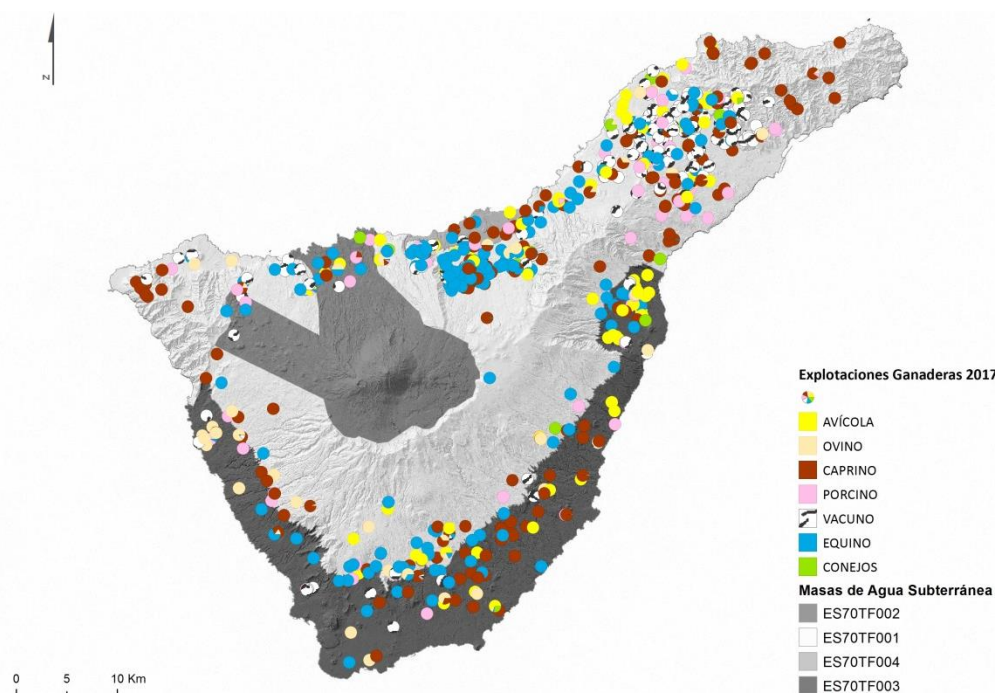 N
Explotaciones Ganaderas 2017
AVÍCOLA
OVINO
CAPRINO
PORCINO
VACUNO
EQUINO
CONEJOS
Masas de Agua Subterránea
ES70TF002
ES70TF001
ES70TF004
ES70TF003
0 5 10 Km